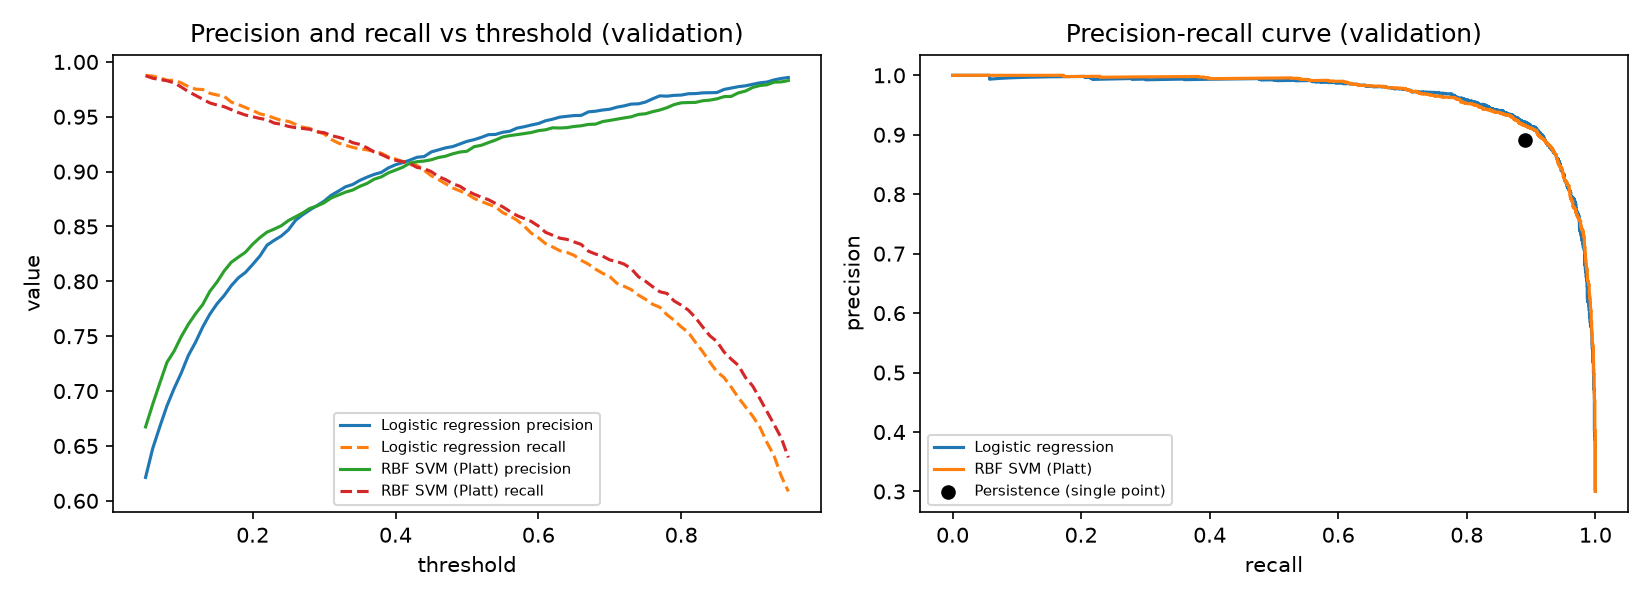 Precision and recall vs threshold (validation)
value
1.00
0.95
0.90
0.85
0.80
0.75
0.70
0.65
0.60
Logistic regression precision
Logistic regression recall
RBF SVM (Platt) precision
RBF SVM (Platt) recall
0.2 0.4 0.6 0.8
threshold
Precision-recall curve (validation)
precision
1.0
0.9
0.8
0.7
0.6
0.5
0.4
0.3
Logistic regression
RBF SVM (Platt)
Persistence (single point)
0.0 0.2 0.4 0.6 0.8 1.0
recall